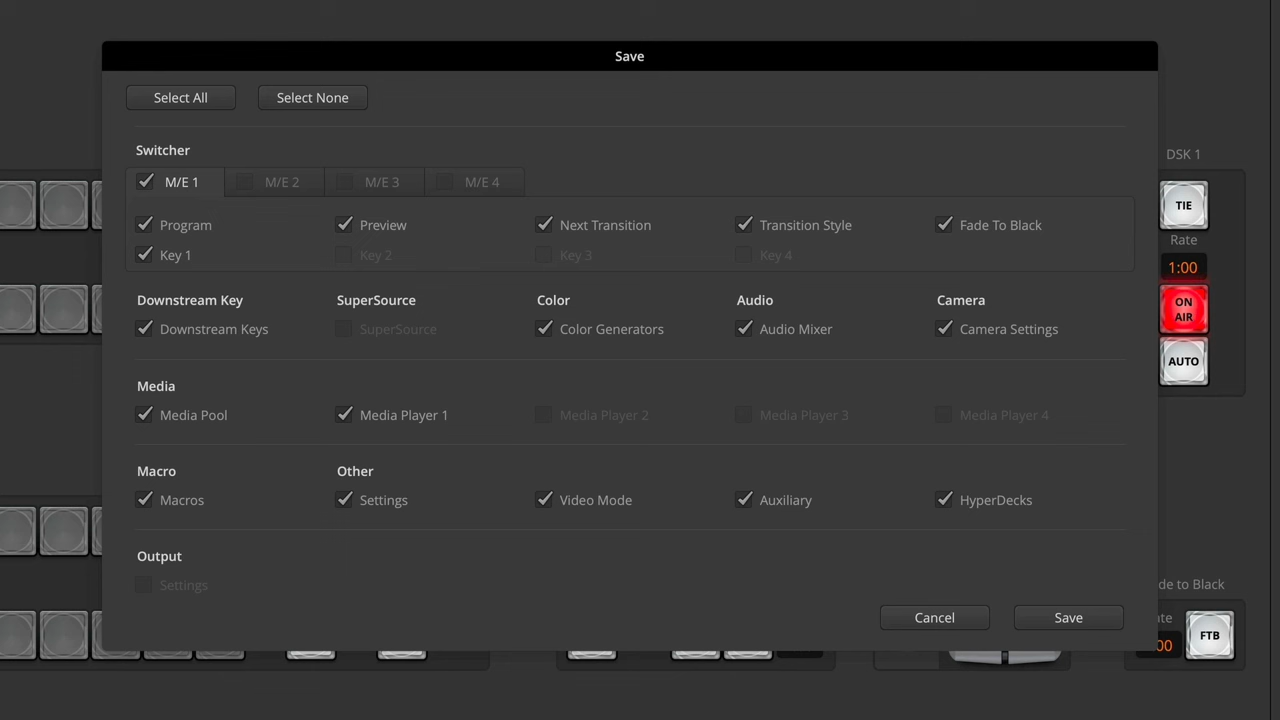 Save
Select All Select None
Switcher
M/E 1 M/E 2 M/E 3 M/E 4
Program Preview Next Transition Transition Style Fade To Black
Key 1 Key 2 Key 3 Key 4
Downstream Key SuperSource Color Audio Camera
Downstream Keys SuperSource Color Generators Audio Mixer Camera Settings
Media
Media Pool Media Player 1 Media Player 2 Media Player 3 Media Player 4
Macro Other
Macros Settings Video Mode Auxiliary HyperDecks
Output
Settings
Cancel Save
DSK 1
TIE
Rate
1:00
ON
AIR
AUTO
de to Black
te
00
FTB